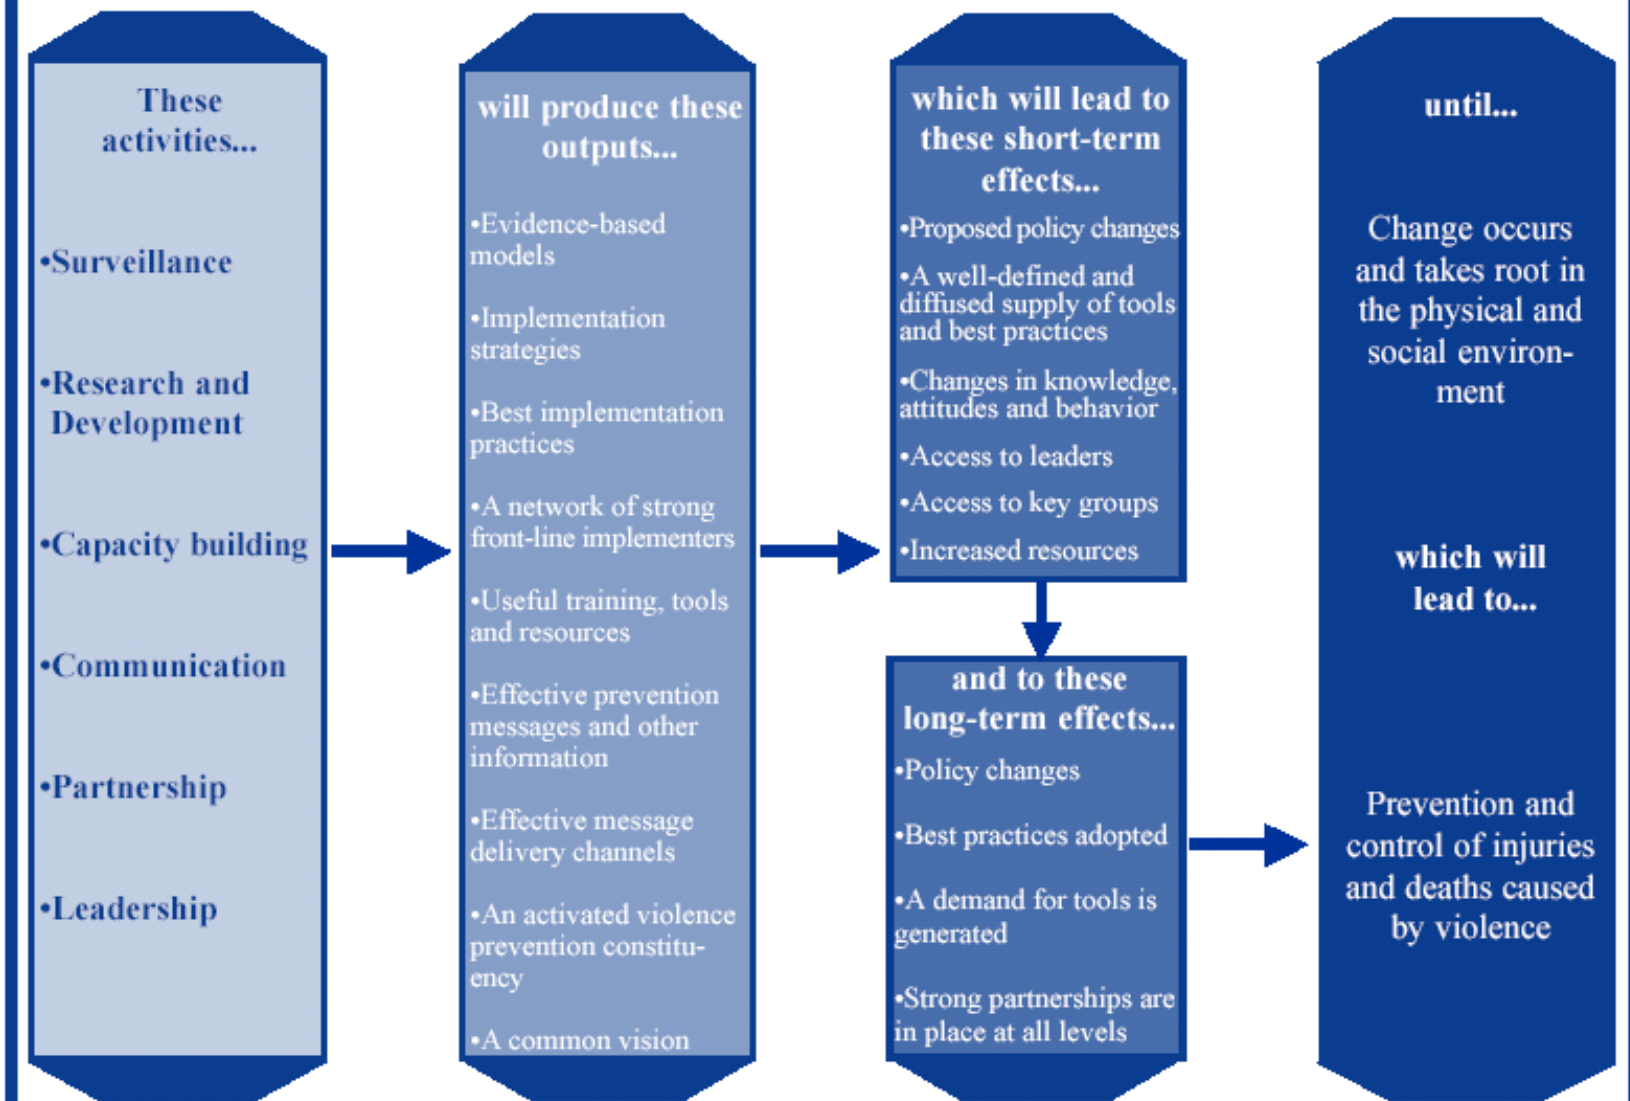 These
activities...
•Surveillance
•Research and
Development
•Capacity building
•Communication
•Partnership
•Leadership
will produce these
outputs...
•Evidence-based
models
•Implementation
strategies
•Best implementation
practices
•A network of strong
front-line implementers
•Useful training, tools
and resources
•Effective prevention
messages and other
information
•Effective message
delivery channels
•An activated violence
prevention constitu-
ency
•A common vision
which will lead to
these short-term
effects...
•Proposed policy changes
•A well-defined and
diffused supply of tools
and best practices
•Changes in knowledge,
attitudes and behavior
•Access to leaders
•Access to key groups
•Increased resources
and to these
long-term effects...
•Policy changes
•Best practices adopted
•A demand for tools is
generated
•Strong partnerships are
in place at all levels
until...
Change occurs
and takes root in
the physical and
social environ-
ment
which will
lead to...
Prevention and
control of injuries
and deaths caused
by violence